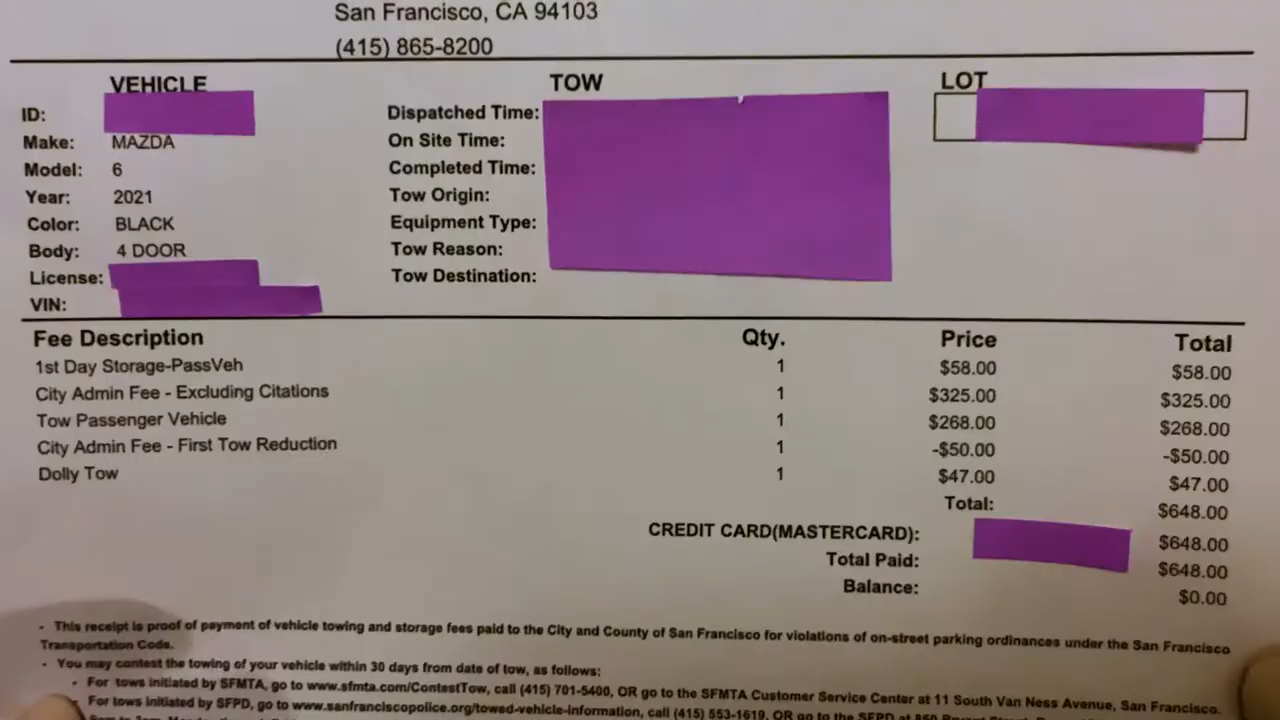 San Francisco, CA 94103
(415) 865-8200
VEHICLE TOW LOT
ID: Dispatched Time:
Make: MAZDA On Site Time:
Model: 6 Completed Time:
Year: 2021 Tow Origin:
Color: BLACK Equipment Type:
Body: 4 DOOR Tow Reason:
License: Tow Destination:
VIN:
Fee Description Qty. Price Total
1st Day Storage-PassVeh 1 $58.00 $58.00
City Admin Fee - Excluding Citations 1 $325.00 $325.00
Tow Passenger Vehicle 1 $268.00 $268.00
City Admin Fee - First Tow Reduction 1 -$50.00 -$50.00
Dolly Tow 1 $47.00 $47.00
Total: $648.00
CREDIT CARD(MASTERCARD): $648.00
Total Paid: $648.00
Balance: $0.00
- This receipt is proof of payment of vehicle towing and storage fees paid to the City and County of San Francisco for violations of on-street parking ordinances under the San Francisco
Transportation Code.
- You may contest the towing of your vehicle within 30 days from date of tow, as follows:
- For tows initiated by SFMTA, go to www.sfmta.com/ContestTow, call (415) 701-5400, OR go to the SFMTA Customer Service Center at 11 South Van Ness Avenue, San Francisco.
- For tows initiated by SFPD, go to www.sanfranciscopolice.org/towed-vehicle-information, call (415) 553-1619, OR go to the SFPD at 850